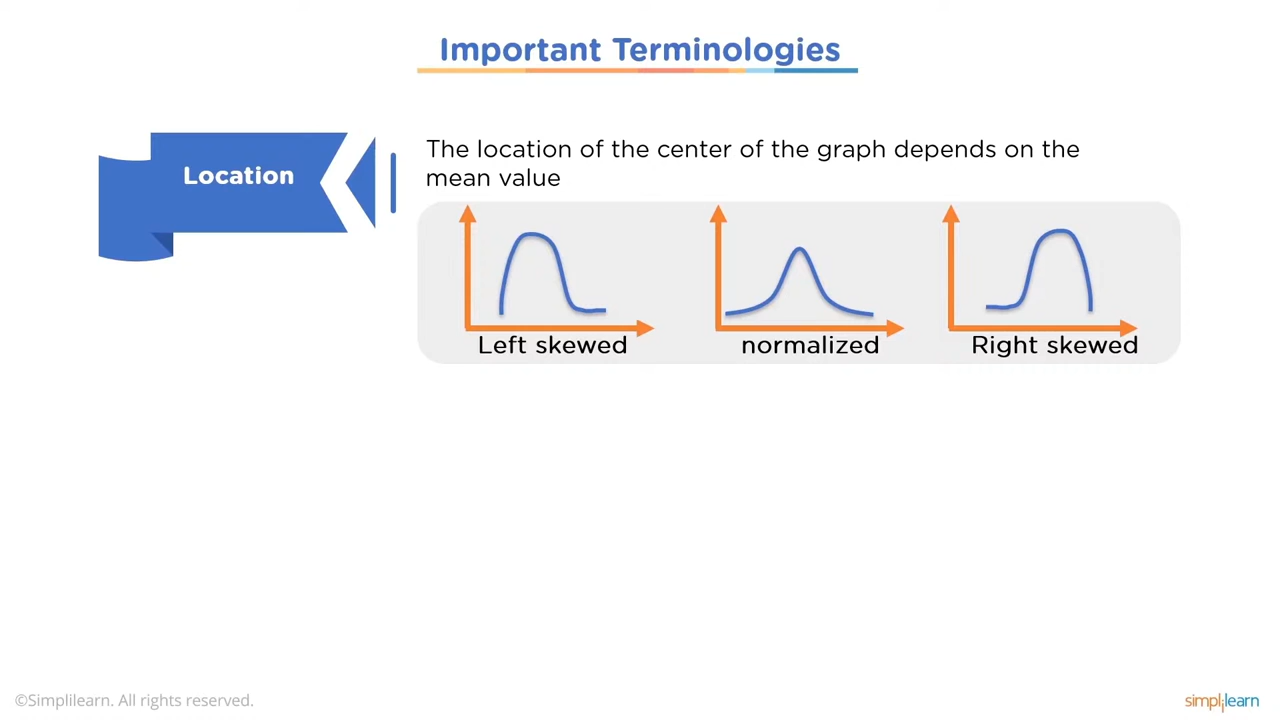 Important Terminologies
Location
The location of the center of the graph depends on the
mean value
Left skewed
normalized
Right skewed
©Simplilearn. All rights reserved.
simplilearn